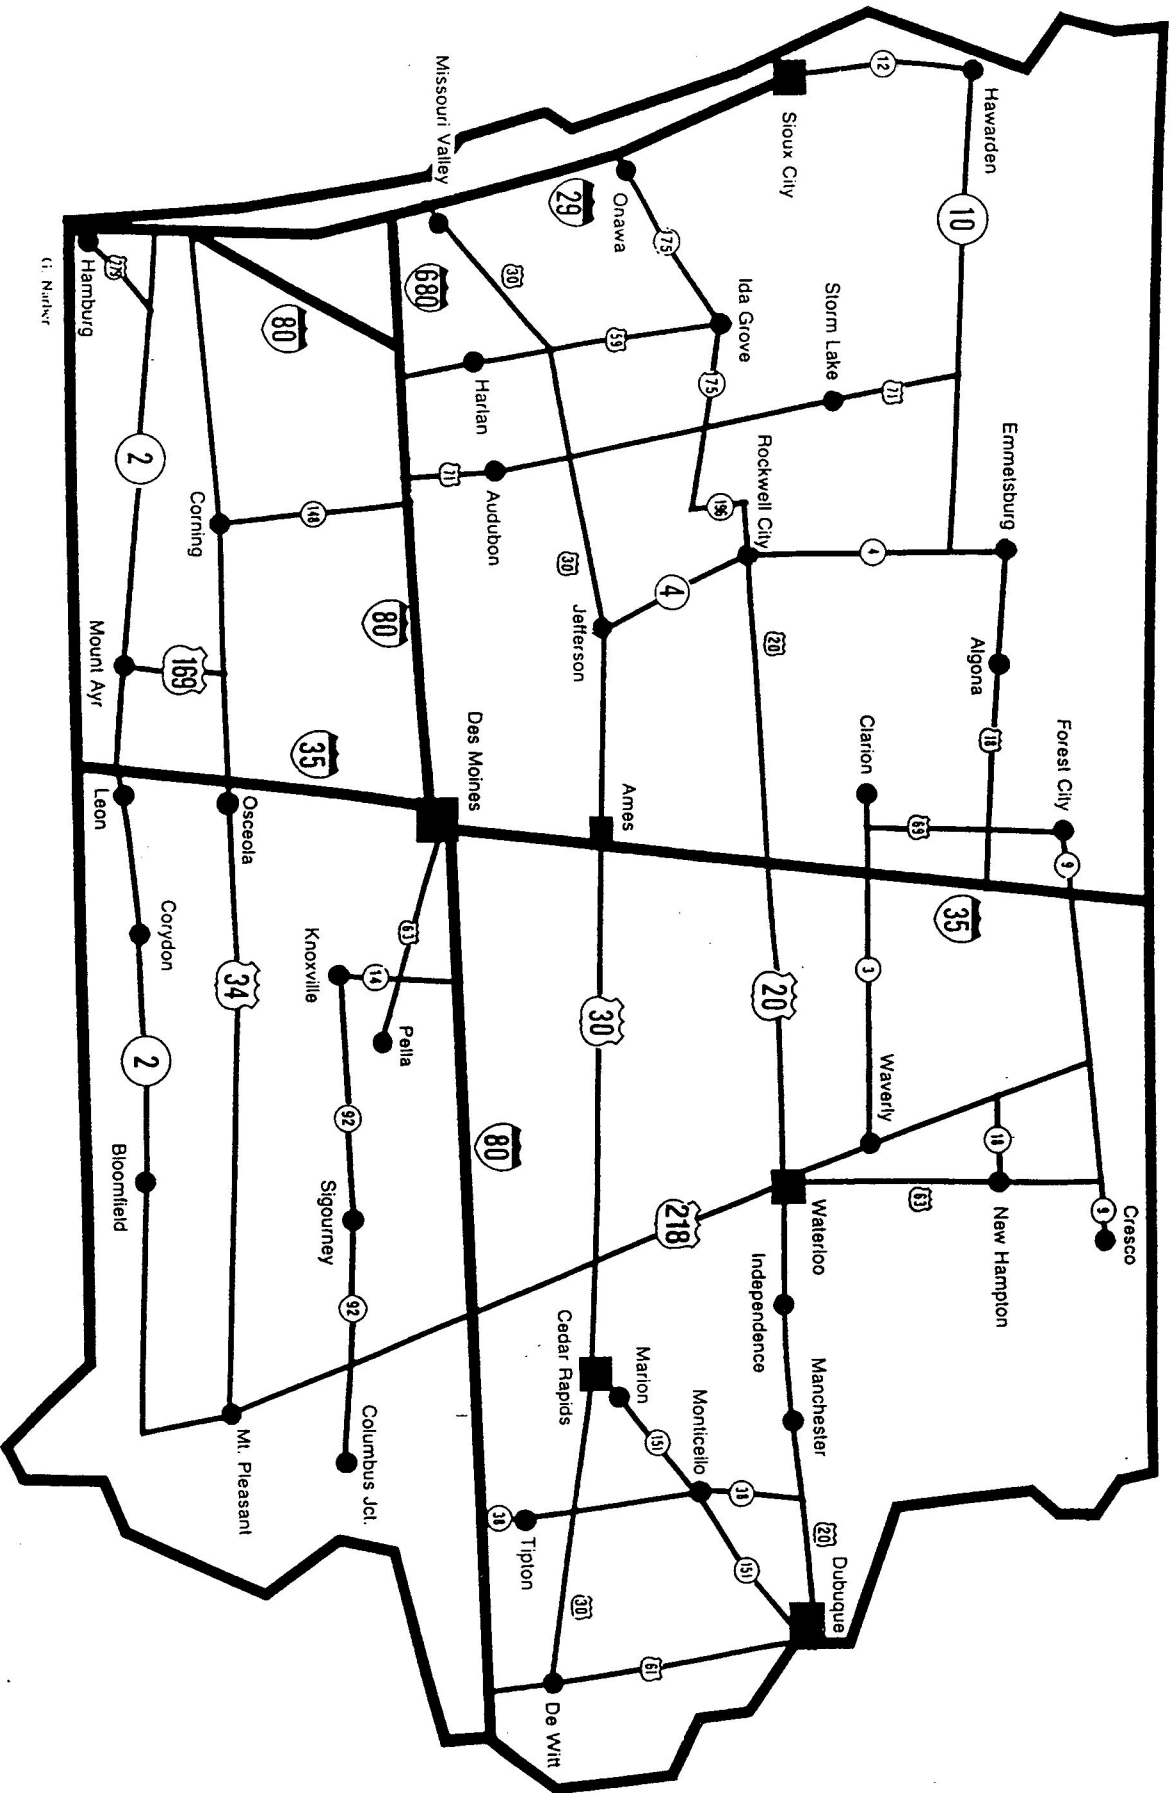 Hawarden
12
10
Sioux City
Cresco
9
9
Forest City
Emmetsburg
Algona
18
New Hampton
18
63
35
69
Clarion
3
Waverly
71
Storm Lake
4
Rockwell City
196
20
20
Waterloo
Independence
Manchester
20
Dubuque
Ida Grove
175
175
Onawa
29
59
4
218
Monticello
38
151
151
Marion
61
Jefferson
Ames
30
30
30
30
Cedar Rapids
De Witt
Missouri Valley
Harlan
Audubon
71
Des Moines
80
Tipton
38
680
80
80
148
63
Pella
14
Knoxville
92
Sigourney
92
Columbus Jct.
35
Corning
Osceola
34
Mt. Pleasant
169
2
2
Mount Ayr
Leon
Corydon
Bloomfield
275
Hamburg
G. Narber